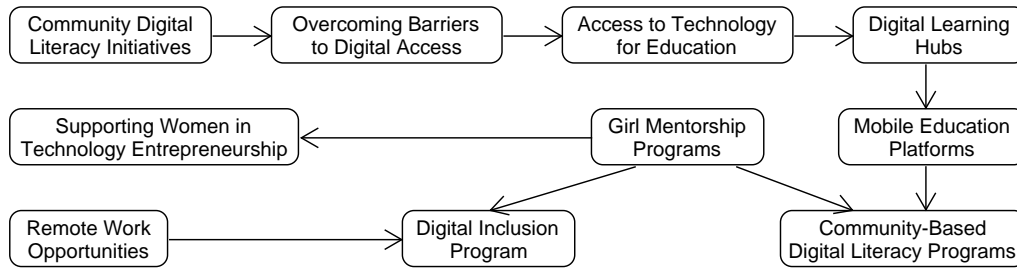 Community Digital
Literacy Initiatives
Overcoming Barriers
to Digital Access
Access to Technology
for Education
Digital Learning
Hubs
Supporting Women in
Technology Entrepreneurship
Girl Mentorship
Programs
Mobile Education
Platforms
Remote Work
Opportunities
Digital Inclusion
Program
Community-Based
Digital Literacy Programs